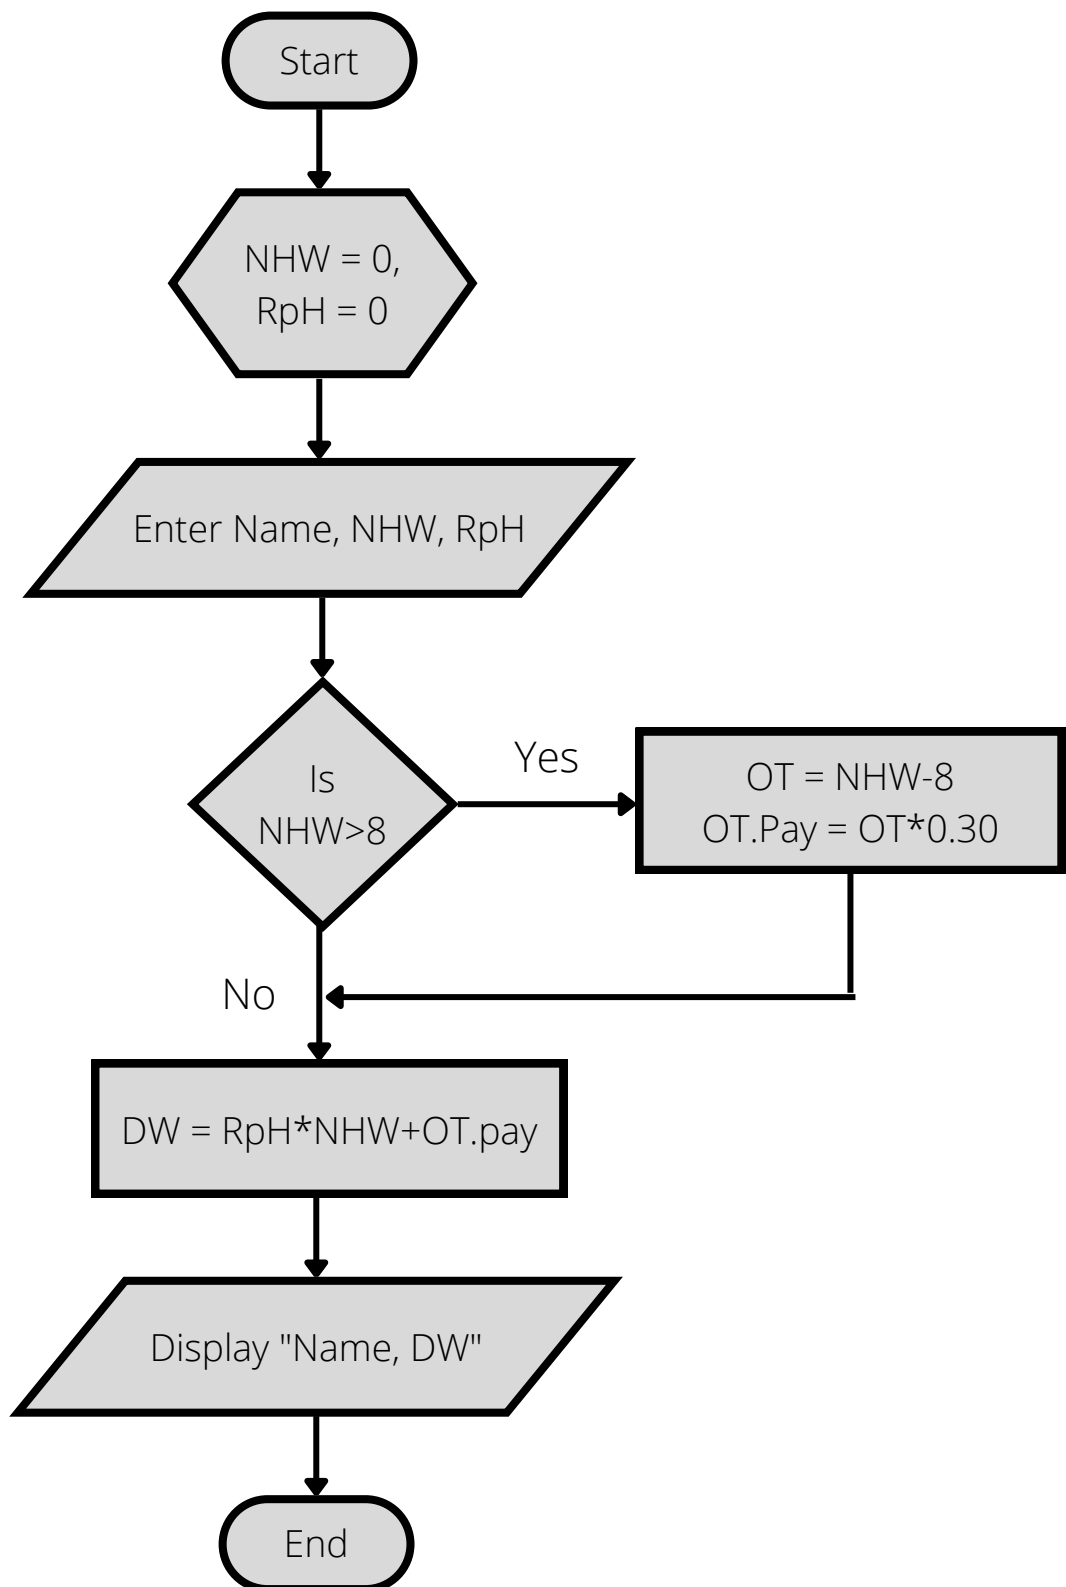 Start
NHW = 0,
RpH = 0
Enter Name, NHW, RpH
Is
NHW>8
Yes
OT = NHW-8
OT.Pay = OT*0.30
No
DW = RpH*NHW+OT.pay
Display "Name, DW"
End